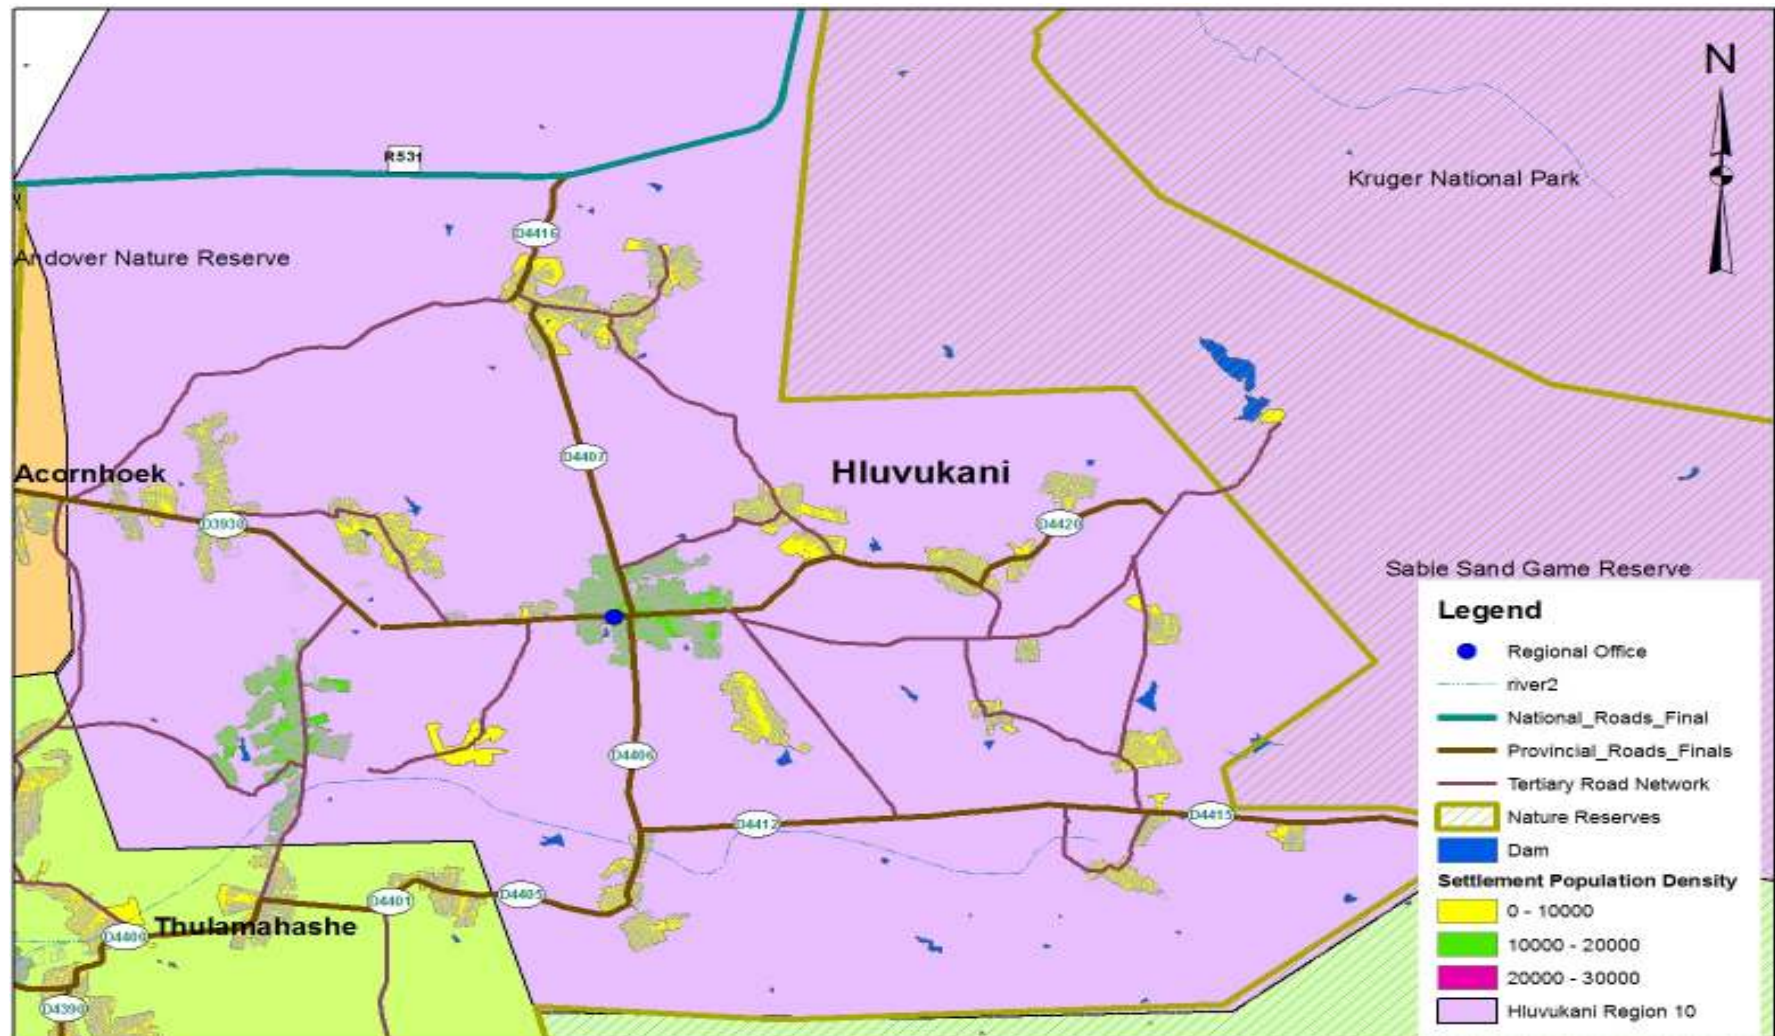 N
R531
Kruger National Park
D4416
Andover Nature Reserve
D4407
Acornhoek
Hluvukani
D3930
D4420
Sabie Sand Game Reserve
Legend
Regional Office
river2
National_Roads_Final
Provincial_Roads_Finals
Tertiary Road Network
Nature Reserves
Dam
Settlement Population Density
0 - 10000
10000 - 20000
20000 - 30000
Hluvukani Region 10
D4406
D4412
D4415
D4405
D4401
Thulamahashe
D4400
D4390